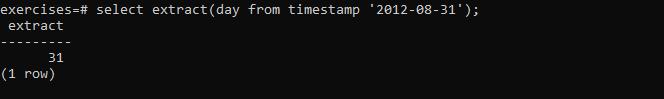 exercises=# select extract(day from timestamp '2012-08-31');
 extract
---------
      31
(1 row)